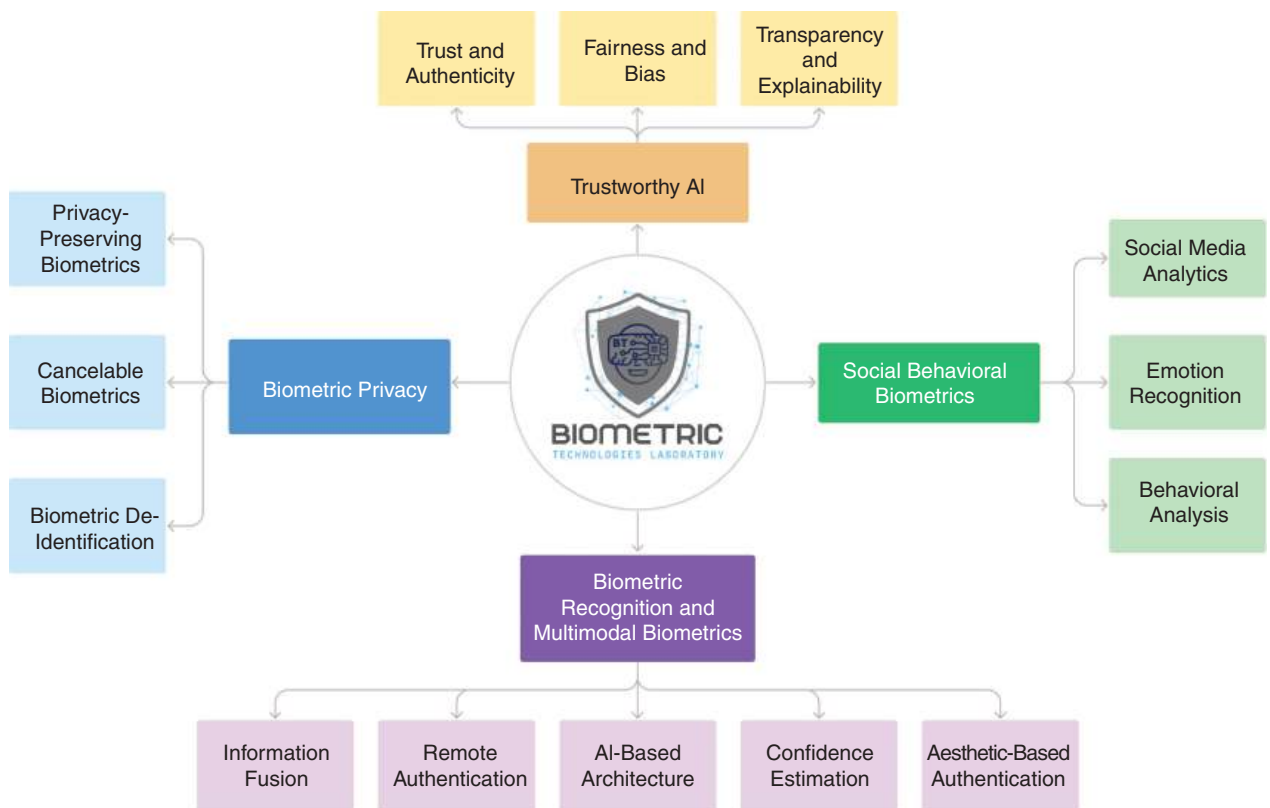 Trust and
Authenticity
Fairness and
Bias
Transparency
and
Explainability
Trustworthy AI
Privacy-
Preserving
Biometrics
Cancelable
Biometrics
Biometric De-
Identification
Biometric Privacy
BT
BIOMETRIC
TECHNOLOGIES LABORATORY
Social Behavioral
Biometrics
Social Media
Analytics
Emotion
Recognition
Behavioral
Analysis
Biometric
Recognition and
Multimodal Biometrics
Information
Fusion
Remote
Authentication
AI-Based
Architecture
Confidence
Estimation
Aesthetic-Based
Authentication